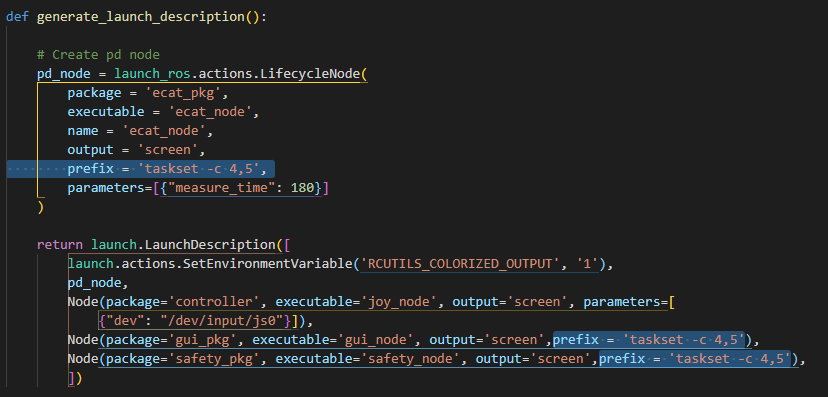 def generate_launch_description():
# Create pd node
pd_node = launch_ros.actions.LifecycleNode(
package = 'ecat_pkg',
executable = 'ecat_node',
name = 'ecat_node',
output = 'screen',
prefix = 'taskset -c 4,5',
parameters=[{"measure_time": 180}]
)
return launch.LaunchDescription([
launch.actions.SetEnvironmentVariable('RCUTILS_COLORIZED_OUTPUT', '1'),
pd_node,
Node(package='controller', executable='joy_node', output='screen', parameters=[
{"dev": "/dev/input/js0"}]),
Node(package='gui_pkg', executable='gui_node', output='screen',prefix = 'taskset -c 4,5'),
Node(package='safety_pkg', executable='safety_node', output='screen',prefix = 'taskset -c 4,5'),
])